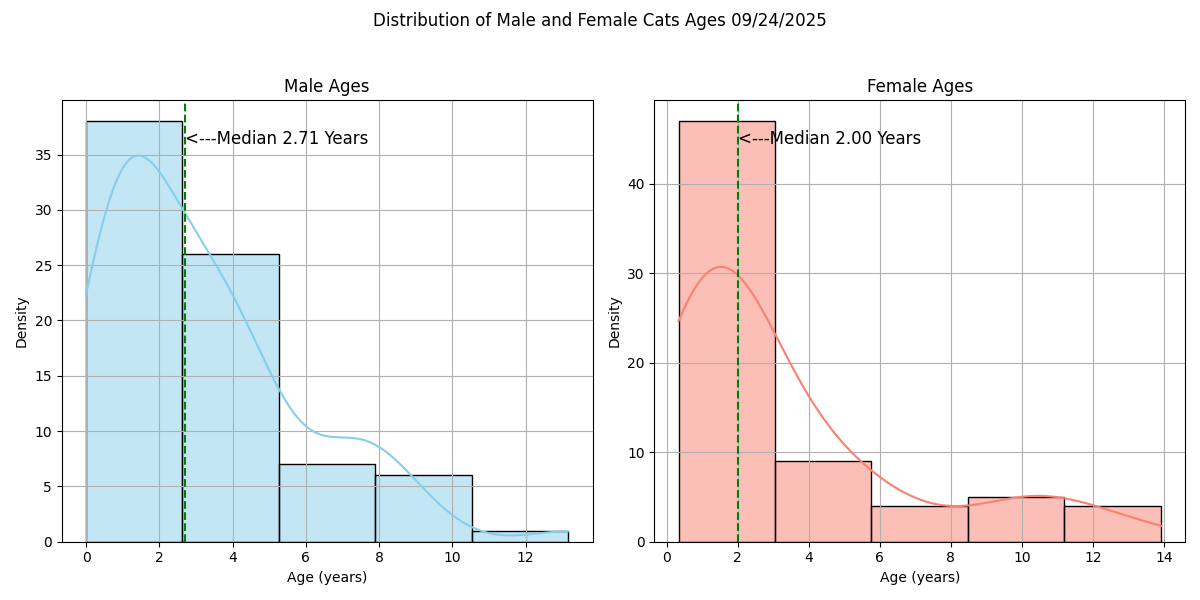 Distribution of Male and Female Cats Ages 09/24/2025
Male Ages
<---Median 2.71 Years
Density
35
30
25
20
15
10
5
0
0 2 4 6 8 10 12
Age (years)
Female Ages
<---Median 2.00 Years
Density
40
30
20
10
0
0 2 4 6 8 10 12 14
Age (years)